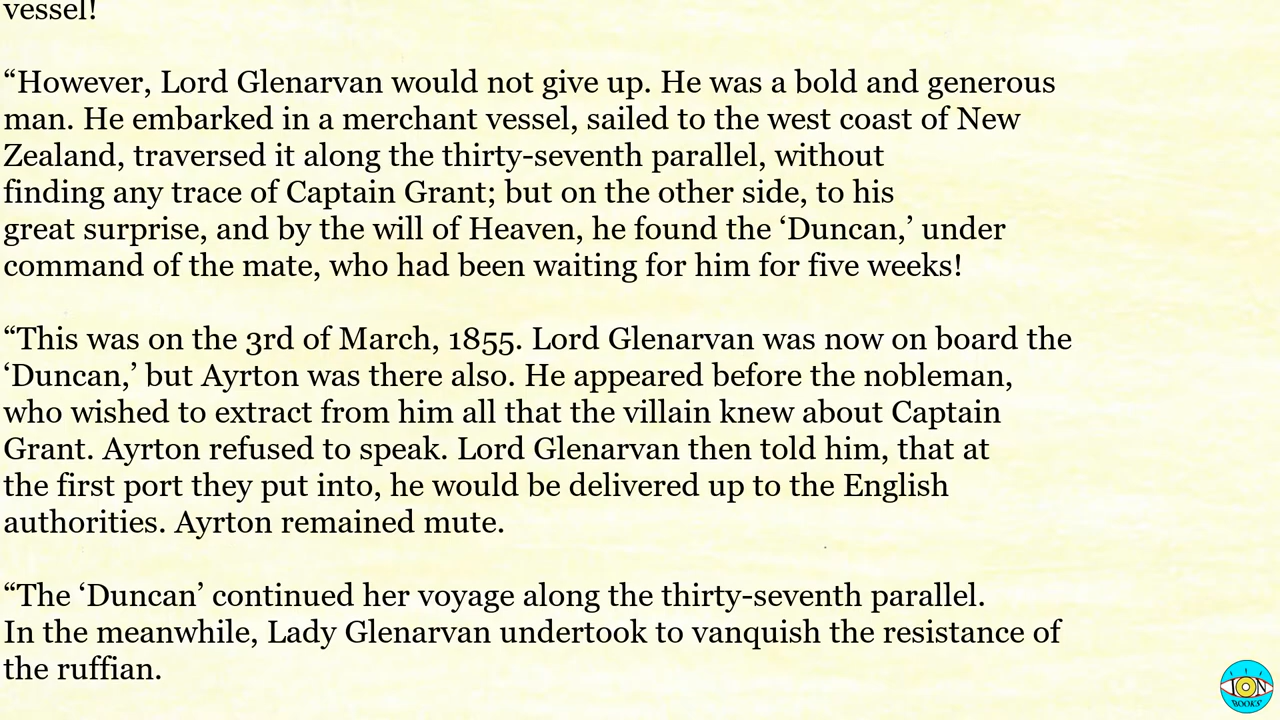 vessel!
“However, Lord Glenarvan would not give up. He was a bold and generous
man. He embarked in a merchant vessel, sailed to the west coast of New
Zealand, traversed it along the thirty-seventh parallel, without
finding any trace of Captain Grant; but on the other side, to his
great surprise, and by the will of Heaven, he found the ‘Duncan,’ under
command of the mate, who had been waiting for him for five weeks!
“This was on the 3rd of March, 1855. Lord Glenarvan was now on board the
‘Duncan,’ but Ayrton was there also. He appeared before the nobleman,
who wished to extract from him all that the villain knew about Captain
Grant. Ayrton refused to speak. Lord Glenarvan then told him, that at
the first port they put into, he would be delivered up to the English
authorities. Ayrton remained mute.
“The ‘Duncan’ continued her voyage along the thirty-seventh parallel.
In the meanwhile, Lady Glenarvan undertook to vanquish the resistance of
the ruffian.
ION
BOOKS